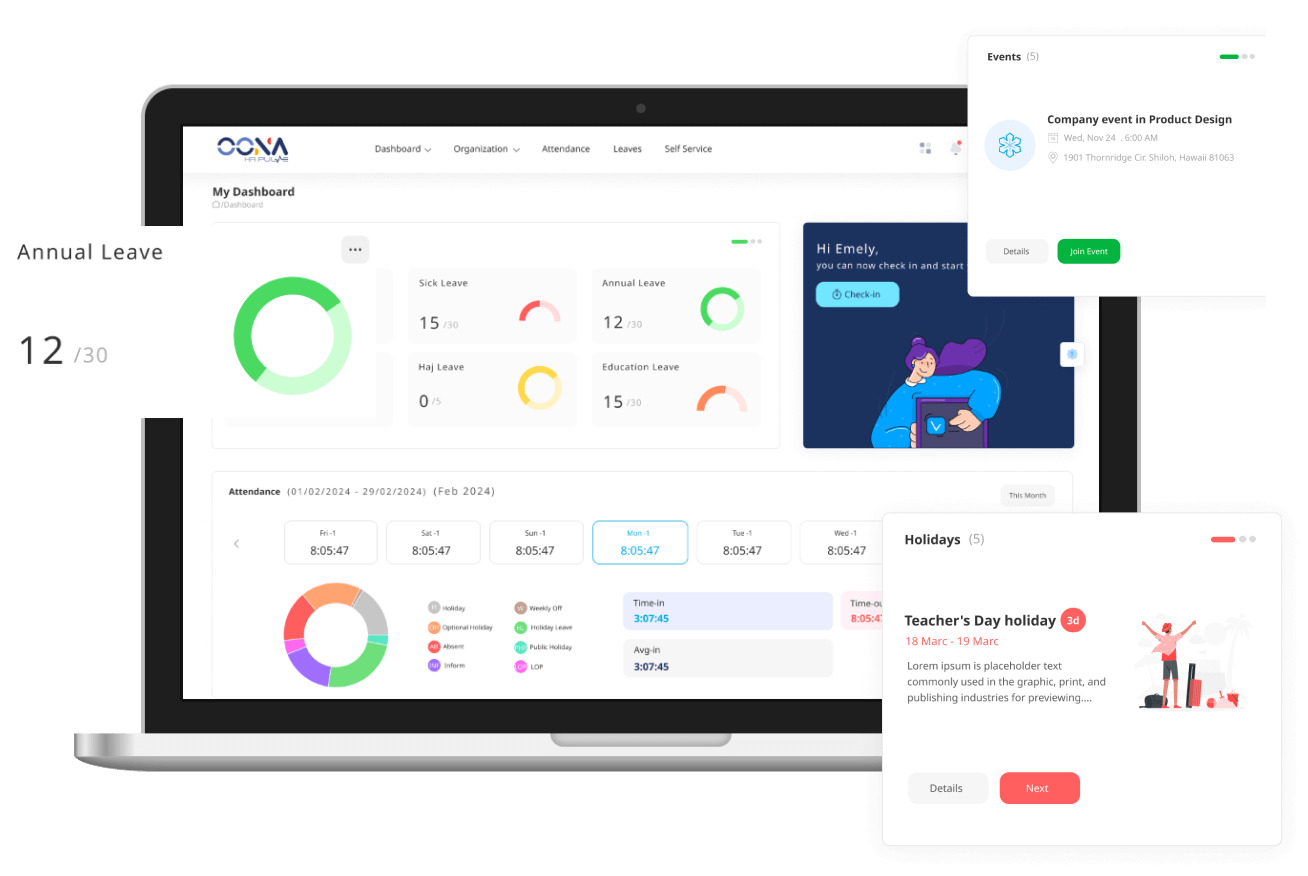 Events (5)
Company event in Product Design
Wed, Nov 24 . 6:00 AM
1901 Thornridge Cir. Shiloh, Hawaii 81063
Details
Join Event
OONA
HR PULSE
Dashboard
Organization
Attendance
Leaves
Self Service
My Dashboard
/Dashboard
Annual Leave
12 /30
Sick Leave
15 /30
Annual Leave
12 /30
Haj Leave
0 /5
Education Leave
15 /30
Hi Emely,
you can now check in and start
Check-in
Attendance (01/02/2024 - 29/02/2024) (Feb 2024)
This Month
Fri -1
8:05:47
Sat -1
8:05:47
Sun -1
8:05:47
Mon -1
8:05:47
Tue -1
8:05:47
Wed -1
8:05:47
H Holiday
W Weekly Off
OH Optional Holiday
HL Holiday Leave
AB Absent
PH Public Holiday
INF Inform
LOP LOP
Time-in
3:07:45
Time-ou
8:05:47
Avg-in
3:07:45
Holidays (5)
Teacher's Day holiday 3d
18 Marc - 19 Marc
Lorem ipsum is placeholder text
commonly used in the graphic, print, and
publishing industries for previewing....
Details
Next